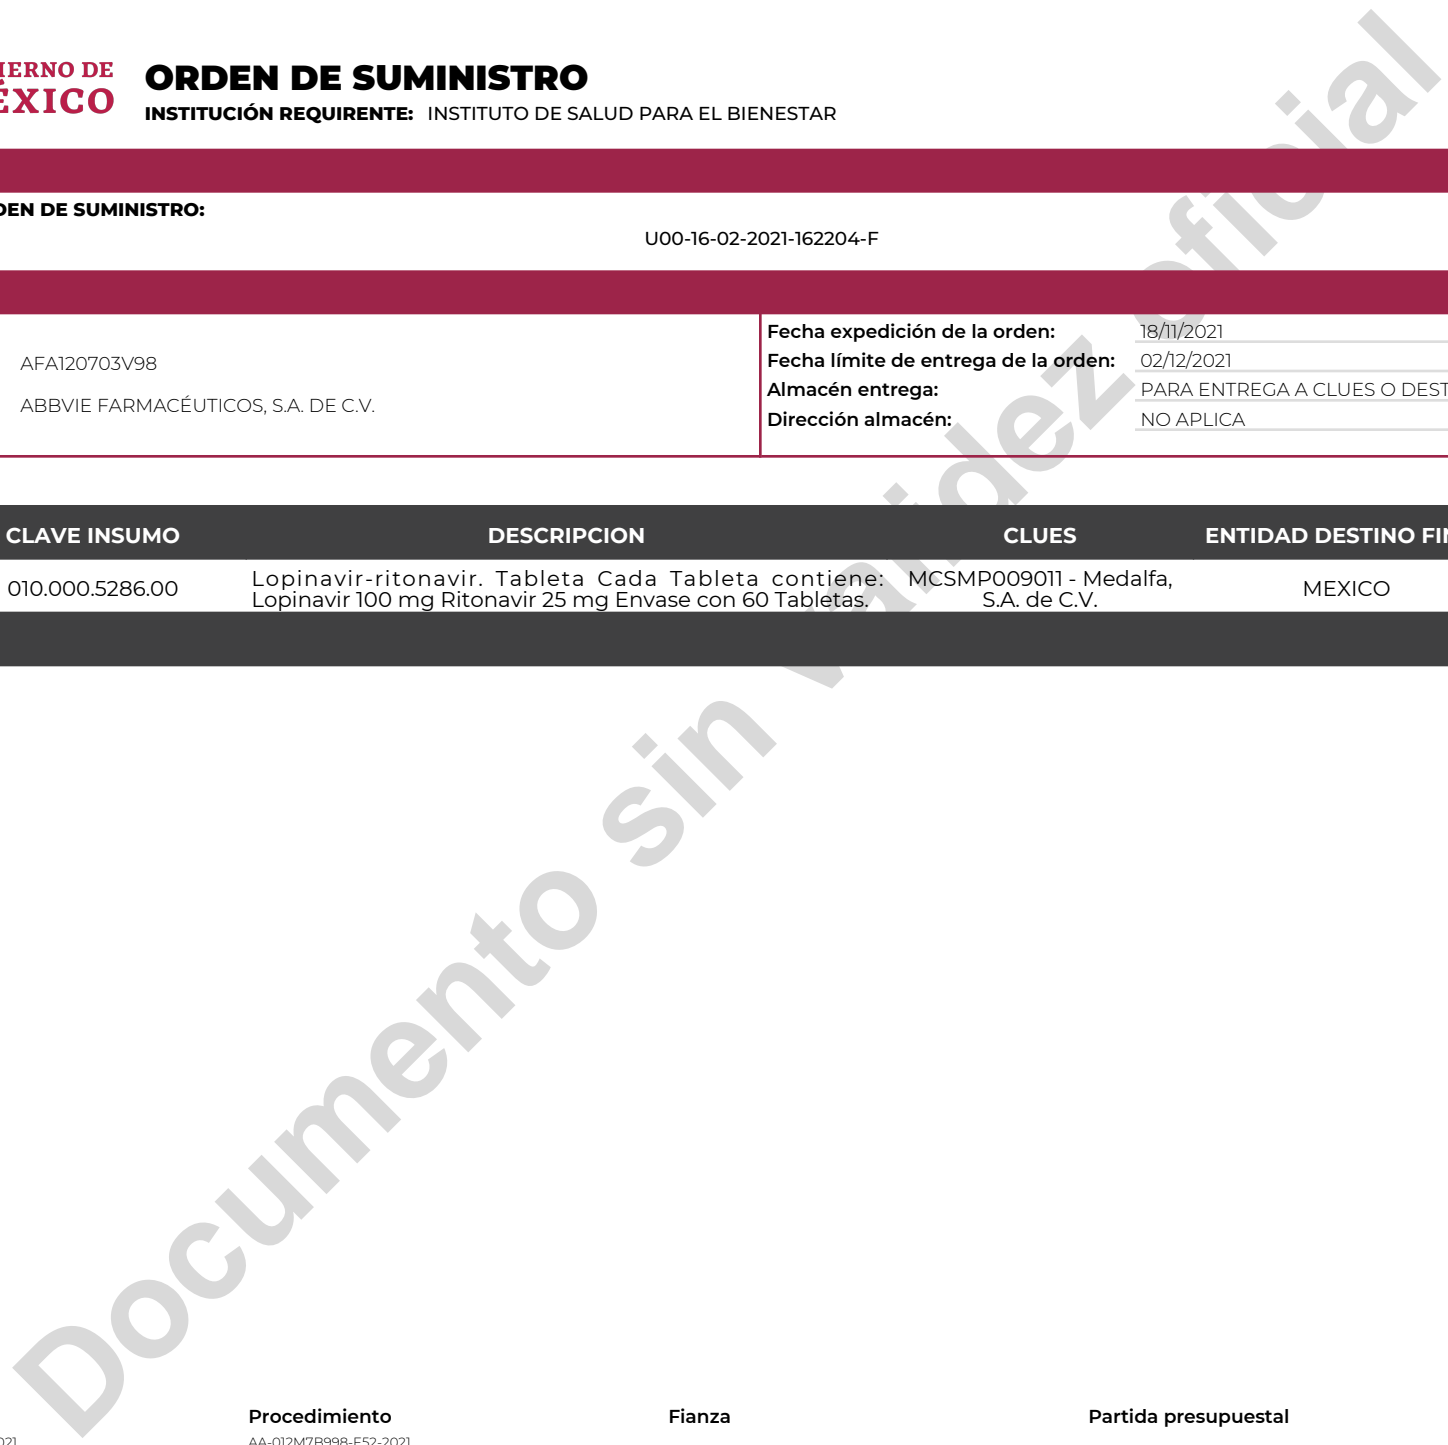 IERNO DE
ÉXICO
ORDEN DE SUMINISTRO
INSTITUCIÓN REQUIRENTE: INSTITUTO DE SALUD PARA EL BIENESTAR
DEN DE SUMINISTRO:
U00-16-02-2021-162204-F
AFA120703V98
ABBVIE FARMACÉUTICOS, S.A. DE C.V.
Fecha expedición de la orden: 18/11/2021
Fecha límite de entrega de la orden: 02/12/2021
Almacén entrega: PARA ENTREGA A CLUES O DEST
Dirección almacén: NO APLICA
CLAVE INSUMO DESCRIPCION CLUES ENTIDAD DESTINO FIN
010.000.5286.00
Lopinavir-ritonavir. Tableta Cada Tableta contiene:
Lopinavir 100 mg Ritonavir 25 mg Envase con 60 Tabletas.
MCSMP009011 - Medalfa,
S.A. de C.V.
MEXICO
Documento sin validez oficial
Procedimiento Fianza Partida presupuestal
021 AA-012M7B998-E52-2021